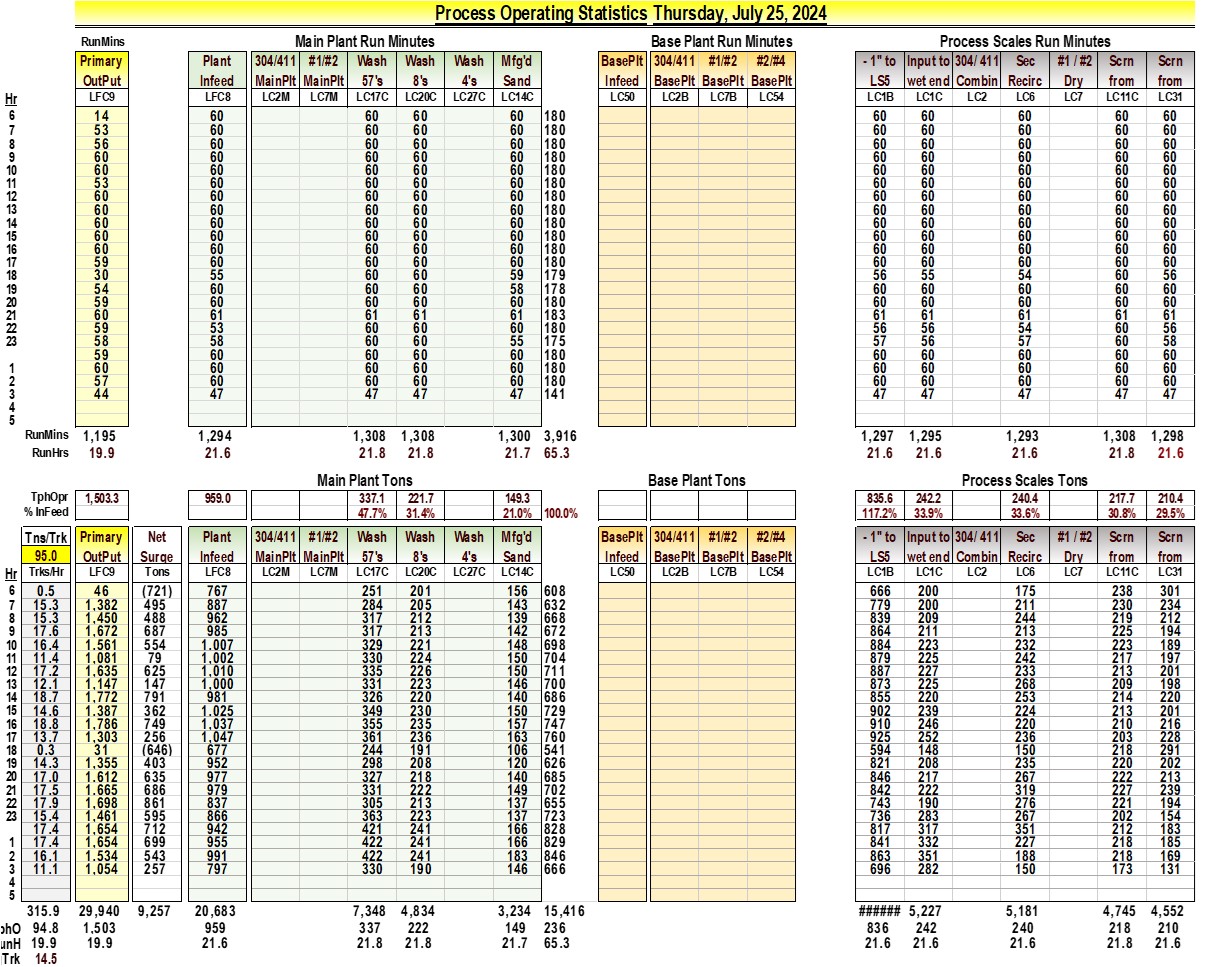 Process Operating Statistics Thursday, July 25, 2024
RunMins Main Plant Run Minutes Base Plant Run Minutes Process Scales Run Minutes
Primary Plant 304/411 #1/#2 Wash Wash Wash Mfg'd BasePlt 304/411 #1/#2 #2/#4 - 1" to Input to 304/ 411 Sec #1 / #2 Scrn Scrn
OutPut Infeed MainPlt MainPlt 57's 8's 4's Sand Infeed BasePlt BasePlt BasePlt LS5 wet end Combin Recirc Dry from from
Hr LFC9 LFC8 LC2M LC7M LC17C LC20C LC27C LC14C LC50 LC2B LC7B LC54 LC1B LC1C LC2 LC6 LC7 LC11C LC31
6 14 60 60 60 60 180 60 60 60 60 60
7 53 60 60 60 60 180 60 60 60 60 60
8 56 60 60 60 60 180 60 60 60 60 60
9 60 60 60 60 60 180 60 60 60 60 60
10 60 60 60 60 60 180 60 60 60 60 60
11 53 60 60 60 60 180 60 60 60 60 60
12 60 60 60 60 60 180 60 60 60 60 60
13 60 60 60 60 60 180 60 60 60 60 60
14 60 60 60 60 60 180 60 60 60 60 60
15 60 60 60 60 60 180 60 60 60 60 60
16 60 60 60 60 60 180 60 60 60 60 60
17 59 60 60 60 60 180 60 60 60 60 60
18 30 55 60 60 59 179 56 55 54 60 56
19 54 60 60 60 58 178 60 60 60 60 60
20 59 60 60 60 60 180 60 60 60 60 60
21 60 61 61 61 61 183 61 61 61 61 61
22 59 53 60 60 60 180 56 56 54 60 56
23 58 58 60 60 55 175 57 56 57 60 58
59 60 60 60 60 180 60 60 60 60 60
1 60 60 60 60 60 180 60 60 60 60 60
2 57 60 60 60 60 180 60 60 60 60 60
3 44 47 47 47 47 141 47 47 47 47 47
4
5
RunMins 1,195 1,294 1,308 1,308 1,300 3,916 1,297 1,295 1,293 1,308 1,298
RunHrs 19.9 21.6 21.8 21.8 21.7 65.3 21.6 21.6 21.6 21.8 21.6
Main Plant Tons Base Plant Tons Process Scales Tons
TphOpr 1,503.3 959.0 337.1 221.7 149.3 835.6 242.2 240.4 217.7 210.4
% InFeed 47.7% 31.4% 21.0% 100.0% 117.2% 33.9% 33.6% 30.8% 29.5%
Tns/Trk Primary Net Plant 304/411 #1/#2 Wash Wash Wash Mfg'd BasePlt 304/411 #1/#2 #2/#4 - 1" to Input to 304/ 411 Sec #1 / #2 Scrn Scrn
95.0 OutPut Surge Infeed MainPlt MainPlt 57's 8's 4's Sand Infeed BasePlt BasePlt BasePlt LS5 wet end Combin Recirc Dry from from
Hr Trks/Hr LFC9 Tons LFC8 LC2M LC7M LC17C LC20C LC27C LC14C LC50 LC2B LC7B LC54 LC1B LC1C LC2 LC6 LC7 LC11C LC31
6 0.5 46 (721) 767 251 201 156 608 666 200 175 238 301
7 15.3 1,382 495 887 284 205 143 632 779 200 211 230 234
8 15.3 1,450 488 962 317 212 139 668 839 209 244 219 212
9 17.6 1,672 687 985 317 213 142 672 864 211 213 225 194
10 16.4 1,561 554 1,007 329 221 148 698 884 223 232 223 189
11 11.4 1,081 79 1,002 330 224 150 704 879 225 242 217 197
12 17.2 1,635 625 1,010 335 226 150 711 887 227 233 213 201
13 12.1 1,147 147 1,000 331 223 146 700 873 225 268 209 198
14 18.7 1,772 791 981 326 220 140 686 855 220 253 214 220
15 14.6 1,387 362 1,025 349 230 150 729 902 239 224 213 201
16 18.8 1,786 749 1,037 355 235 157 747 910 246 220 210 216
17 13.7 1,303 256 1,047 361 236 163 760 925 252 236 203 228
18 0.3 31 (646) 677 244 191 106 541 594 148 150 218 291
19 14.3 1,355 403 952 298 208 120 626 821 208 235 220 202
20 17.0 1,612 635 977 327 218 140 685 846 217 267 222 213
21 17.5 1,665 686 979 331 222 149 702 842 222 319 227 239
22 17.9 1,698 861 837 305 213 137 655 743 190 276 221 194
23 15.4 1,461 595 866 363 223 137 723 736 283 267 202 154
17.4 1,654 712 942 421 241 166 828 817 317 351 212 183
1 17.4 1,654 699 955 422 241 166 829 841 332 227 218 185
2 16.1 1,534 543 991 422 241 183 846 863 351 188 218 169
3 11.1 1,054 257 797 330 190 146 666 696 282 150 173 131
4
5
315.9 29,940 9,257 20,683 7,348 4,834 3,234 15,416 ###### 5,227 5,181 4,745 4,552
phO 94.8 1,503 959 337 222 149 236 836 242 240 218 210
unH 19.9 19.9 21.6 21.8 21.8 21.7 65.3 21.6 21.6 21.6 21.8 21.6
Trk 14.5